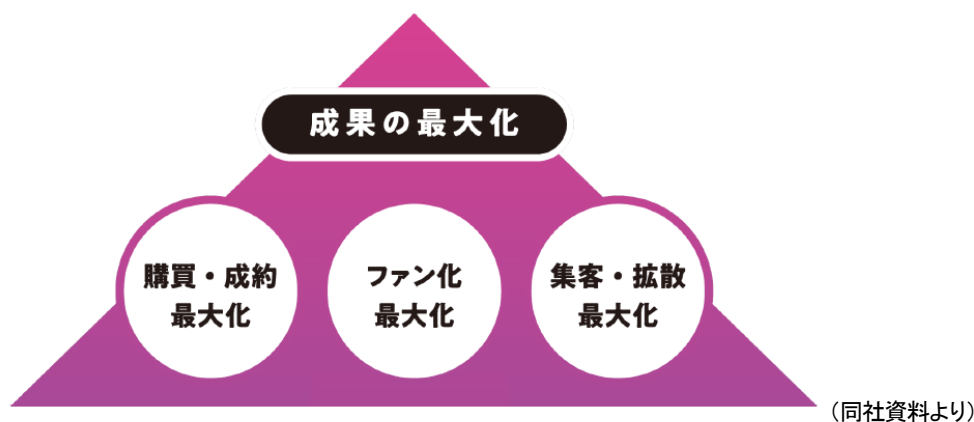 成果の最大化
購買・成約
最大化
ファン化
最大化
集客・拡散
最大化
（同社資料より）